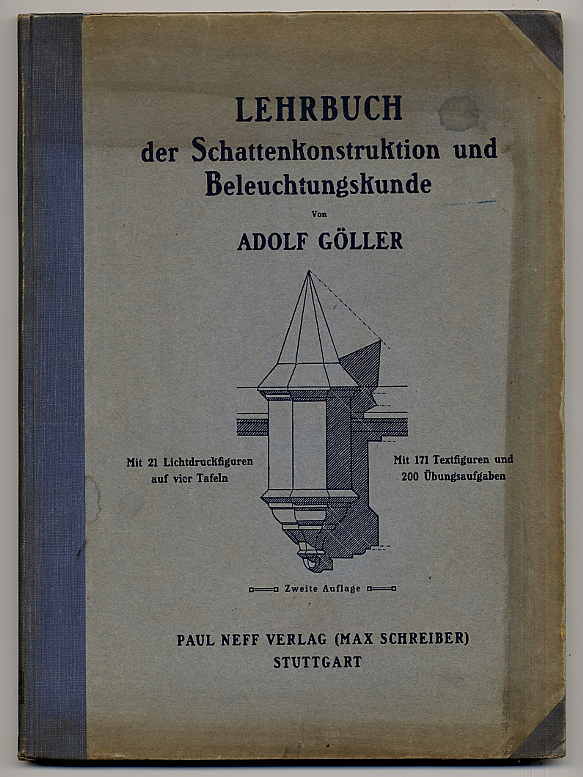 LEHRBUCH
der Schattenkonstruktion und
Beleuchtungskunde
Von
ADOLF GÖLLER
Mit 21 Lichtdruckfiguren
auf vier Tafeln
Mit 171 Textfiguren und
200 Übungsaufgaben
Zweite Auflage
PAUL NEFF VERLAG (MAX SCHREIBER)
STUTTGART